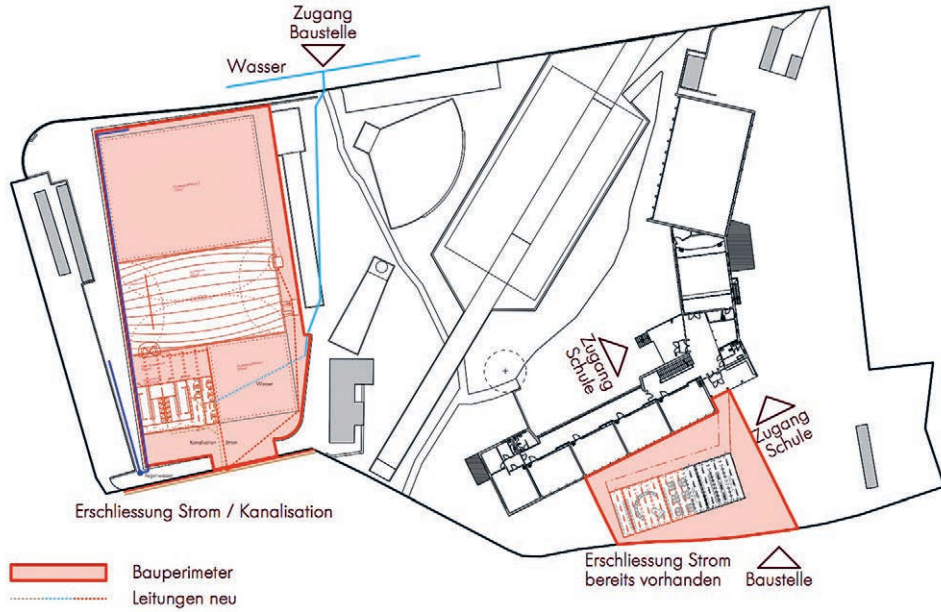 Zugang
Baustelle
Wasser
Zugang
Schule
Zugang
Schule
Wasser
Kanalisation
Strom
Erschliessung Strom / Kanalisation
Erschliessung Strom
bereits vorhanden
Baustelle
Bauperimeter
Leitungen neu